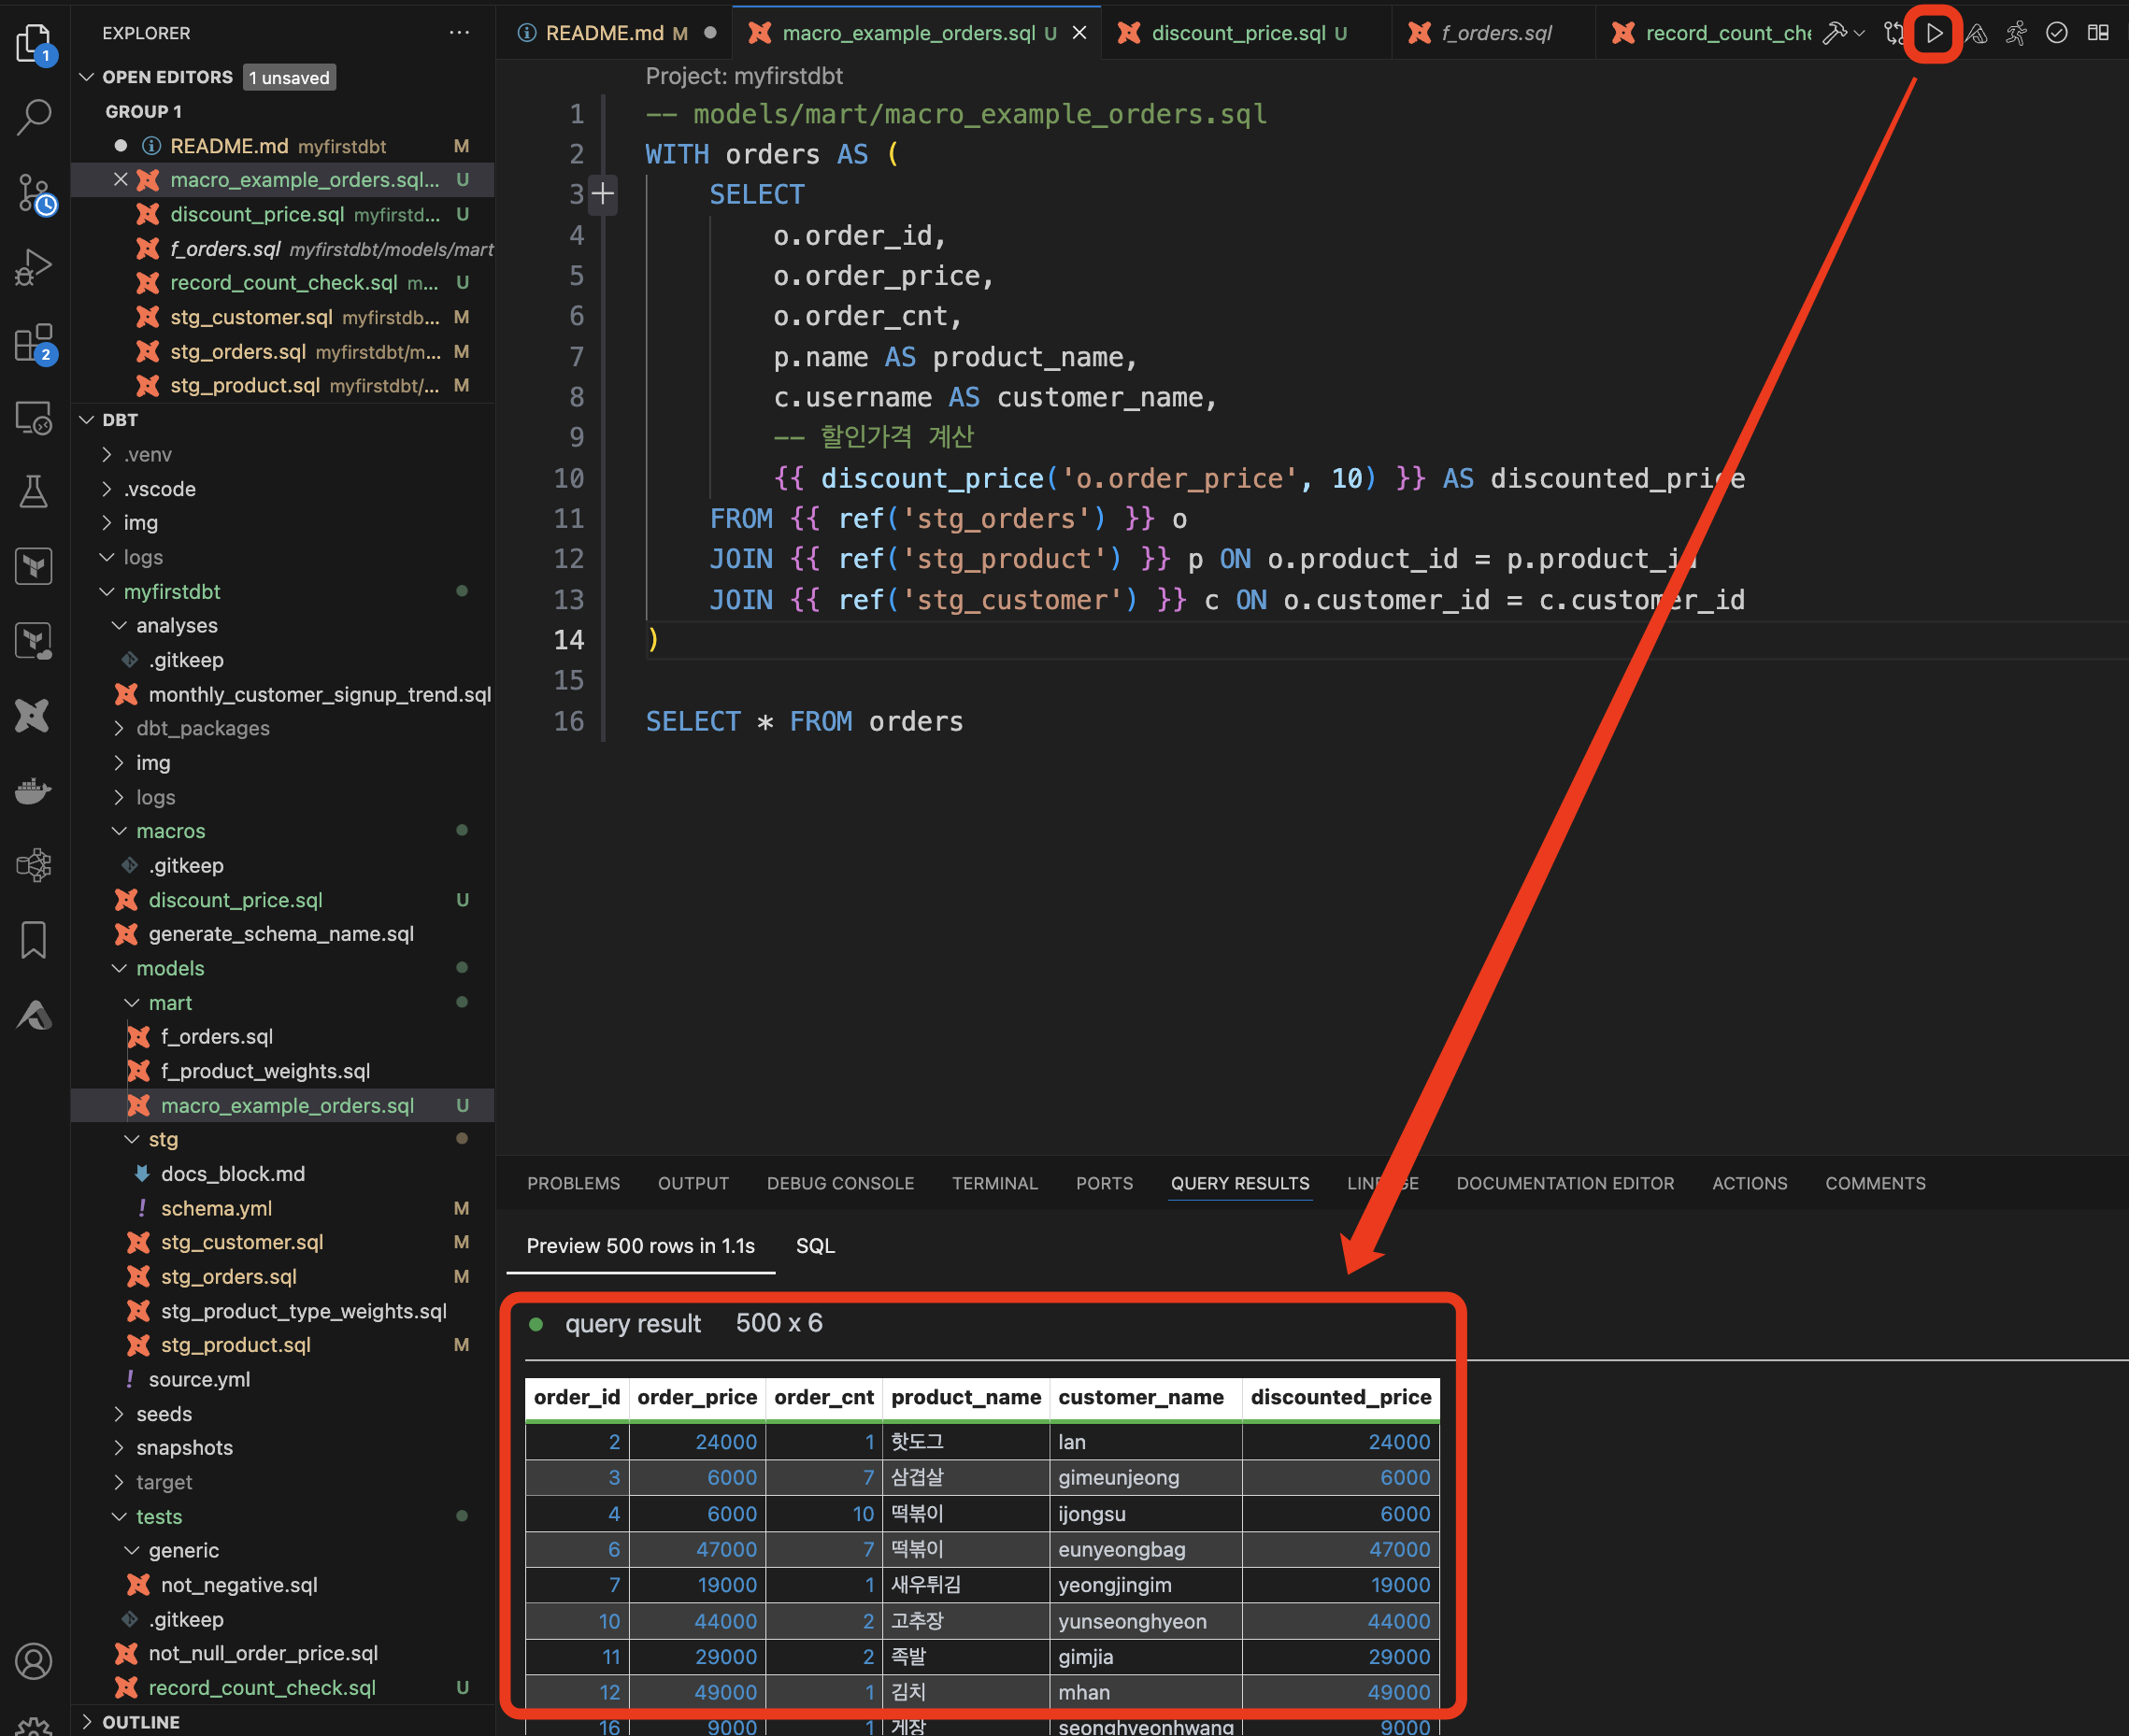 EXPLORER
OPEN EDITORS 1 unsaved
GROUP 1
README.md myfirstdbt M
macro_example_orders.sql... U
discount_price.sql myfirstd... U
f_orders.sql myfirstdbt/models/mart
record_count_check.sql m... U
stg_customer.sql myfirstdb... M
stg_orders.sql myfirstdbt/m... M
stg_product.sql myfirstdbt/... M
DBT
.venv
.vscode
img
logs
myfirstdbt
analyses
.gitkeep
monthly_customer_signup_trend.sql
dbt_packages
img
logs
macros
.gitkeep
discount_price.sql U
generate_schema_name.sql
models
mart
f_orders.sql
f_product_weights.sql
macro_example_orders.sql U
stg
docs_block.md
schema.yml M
stg_customer.sql M
stg_orders.sql M
stg_product_type_weights.sql
stg_product.sql M
source.yml
seeds
snapshots
target
tests
generic
not_negative.sql
.gitkeep
not_null_order_price.sql
record_count_check.sql U
OUTLINE
1
2
README.md M macro_example_orders.sql U discount_price.sql U f_orders.sql record_count_che
Project: myfirstdbt
1 -- models/mart/macro_example_orders.sql
2 WITH orders AS (
3 SELECT
4 o.order_id,
5 o.order_price,
6 o.order_cnt,
7 p.name AS product_name,
8 c.username AS customer_name,
9 -- 할인가격 계산
10 {{ discount_price('o.order_price', 10) }} AS discounted_price
11 FROM {{ ref('stg_orders') }} o
12 JOIN {{ ref('stg_product') }} p ON o.product_id = p.product_id
13 JOIN {{ ref('stg_customer') }} c ON o.customer_id = c.customer_id
14 )
15
16 SELECT * FROM orders
PROBLEMS OUTPUT DEBUG CONSOLE TERMINAL PORTS QUERY RESULTS LINEAGE DOCUMENTATION EDITOR ACTIONS COMMENTS
Preview 500 rows in 1.1s SQL
query result 500 x 6
order_id order_price order_cnt product_name customer_name discounted_price
2 24000 1 핫도그 lan 24000
3 6000 7 삼겹살 gimeunjeong 6000
4 6000 10 떡볶이 ijongsu 6000
6 47000 7 떡볶이 eunyeongbag 47000
7 19000 1 새우튀김 yeongjingim 19000
10 44000 2 고추장 yunseonghyeon 44000
11 29000 2 족발 gimjia 29000
12 49000 1 김치 mhan 49000
16 9000 1 게장 seonghyeonhwang 9000